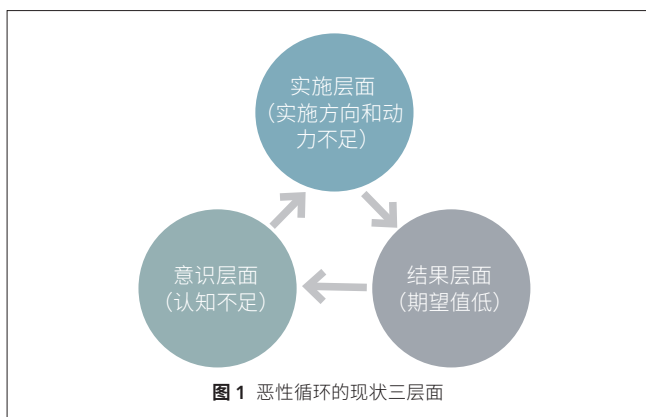 实施层面
（实施方向和动
力不足）
意识层面
（认知不足）
结果层面
（期望值低）
图 1 恶性循环的现状三层面